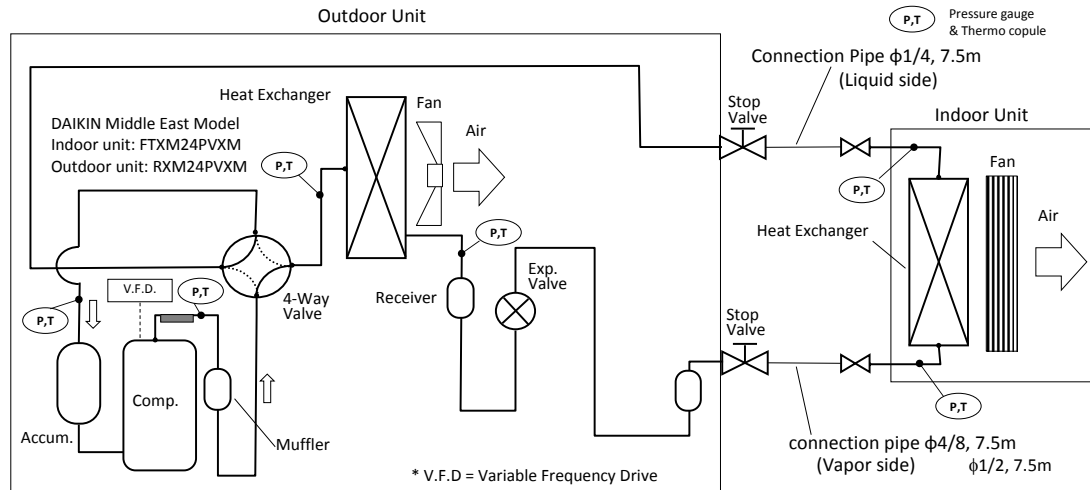 Outdoor Unit
P,T
Pressure gauge
& Thermo copule
Connection Pipe ϕ1/4, 7.5m
(Liquid side)
Heat Exchanger
Fan
Air
Stop
Valve
Indoor Unit
DAIKIN Middle East Model
Indoor unit: FTXM24PVXM
Outdoor unit: RXM24PVXM
P,T
P,T
Fan
Air
Heat Exchanger
P,T
Exp.
Valve
Receiver
V.F.D.
P,T
4-Way
Valve
P,T
Stop
Valve
Comp.
P,T
Accum.
Muffler
connection pipe ϕ4/8, 7.5m
(Vapor side)
ϕ1/2, 7.5m
* V.F.D = Variable Frequency Drive